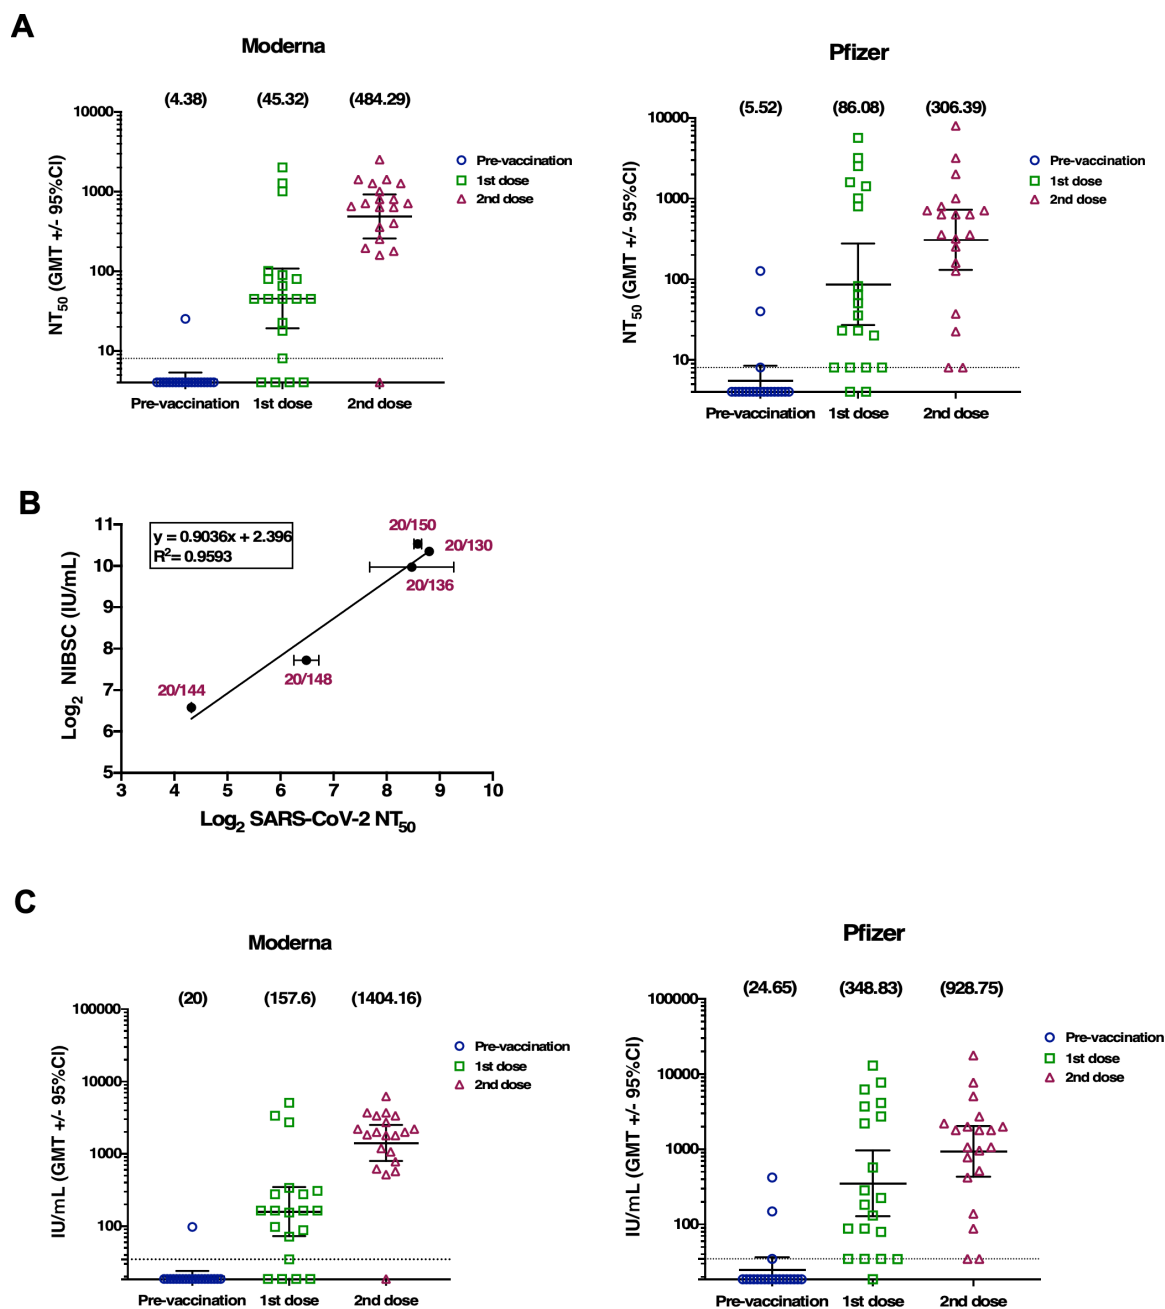 A
Moderna
(4.38) (45.32) (484.29)
10000
1000
100
10
NT50 (GMT +/- 95%CI)
Pre-vaccination 1st dose 2nd dose
Pre-vaccination
1st dose
2nd dose
Pfizer
(5.52) (86.08) (306.39)
10000
1000
100
10
NT50 (GMT +/- 95%CI)
Pre-vaccination 1st dose 2nd dose
Pre-vaccination
1st dose
2nd dose
B
y = 0.9036x + 2.396
R2= 0.9593
11
10
9
8
7
6
5
Log2 NIBSC (IU/mL)
20/150
20/130
20/136
20/148
20/144
3 4 5 6 7 8 9 10
Log2 SARS-CoV-2 NT50
C
Moderna
(20) (157.6) (1404.16)
100000
10000
1000
100
IU/mL (GMT +/- 95%CI)
Pre-vaccination 1st dose 2nd dose
Pre-vaccination
1st dose
2nd dose
Pfizer
(24.65) (348.83) (928.75)
100000
10000
1000
100
IU/mL (GMT +/- 95%CI)
Pre-vaccination 1st dose 2nd dose
Pre-vaccination
1st dose
2nd dose